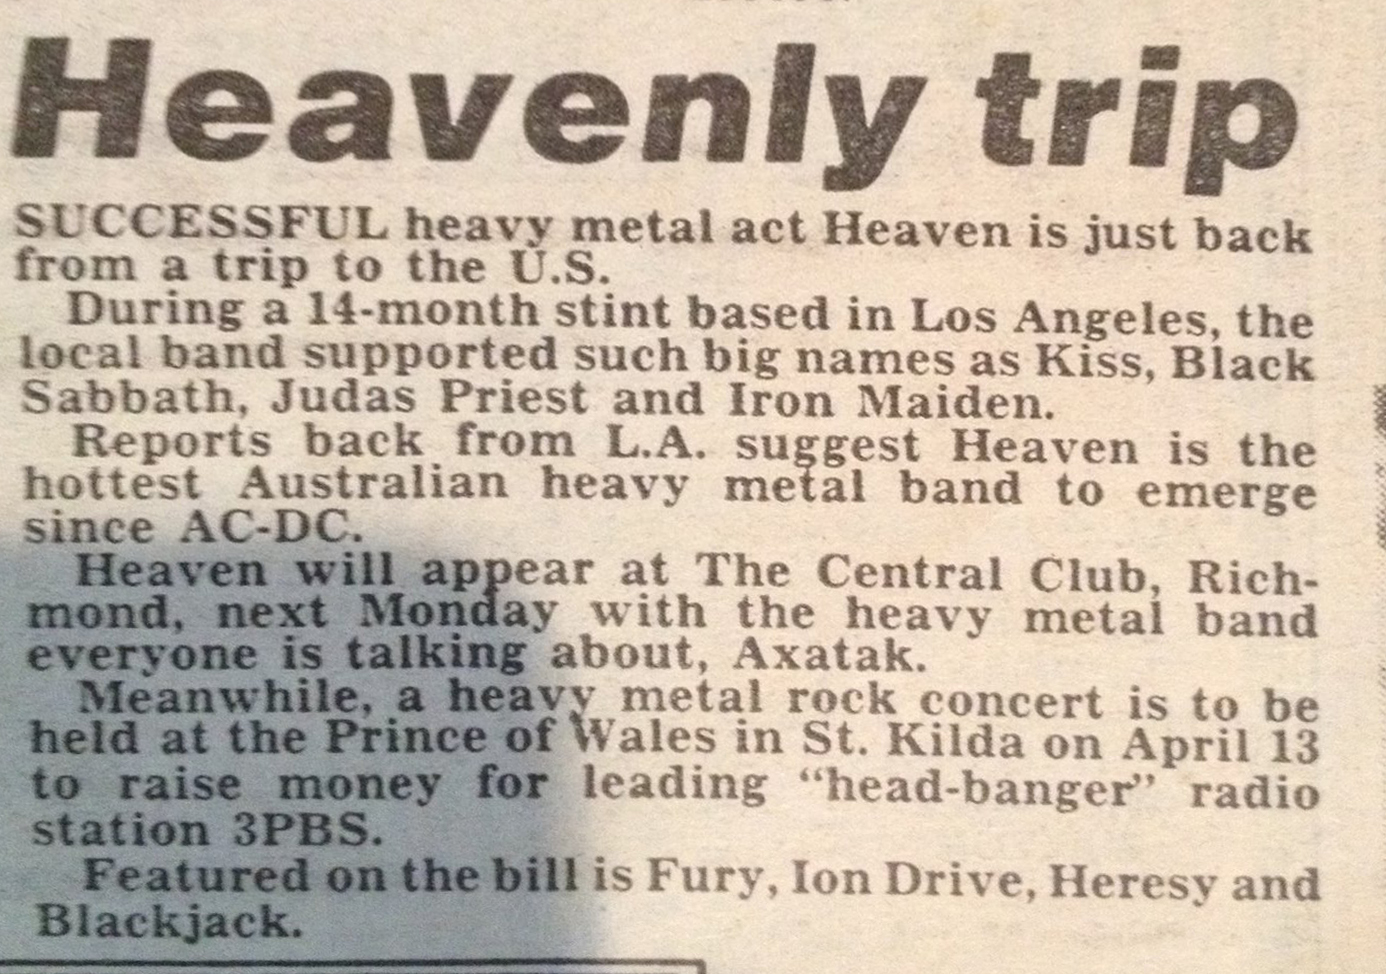 Heavenly trip
SUCCESSFUL heavy metal act Heaven is just back
from a trip to the U.S.
During a 14-month stint based in Los Angeles, the
local band supported such big names as Kiss, Black
Sabbath, Judas Priest and Iron Maiden.
Reports back from L.A. suggest Heaven is the
hottest Australian heavy metal band to emerge
since AC-DC.
Heaven will appear at The Central Club, Rich-
mond, next Monday with the heavy metal band
everyone is talking about, Axatak.
Meanwhile, a heavy metal rock concert is to be
held at the Prince of Wales in St. Kilda on April 13
to raise money for leading “head-banger” radio
station 3PBS.
Featured on the bill is Fury, Ion Drive, Heresy and
Blackjack.